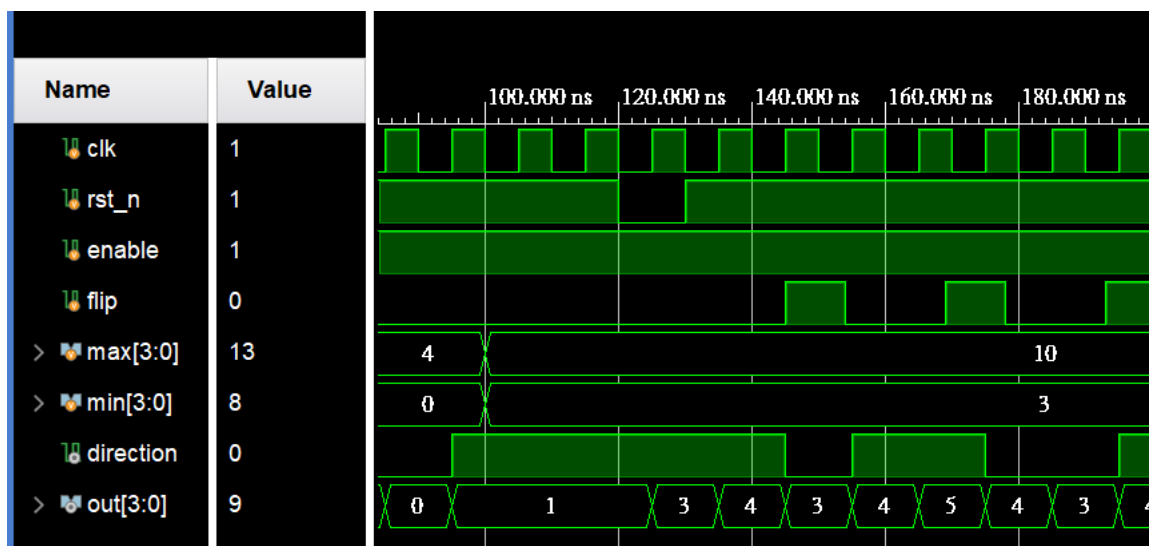 Name Value
100.000 ns 120.000 ns 140.000 ns 160.000 ns 180.000 ns
clk 1
rst_n 1
enable 1
flip 0
max[3:0] 13 4 10
min[3:0] 8 0 3
direction 0
out[3:0] 9 0 1 3 4 3 4 5 4 3 4